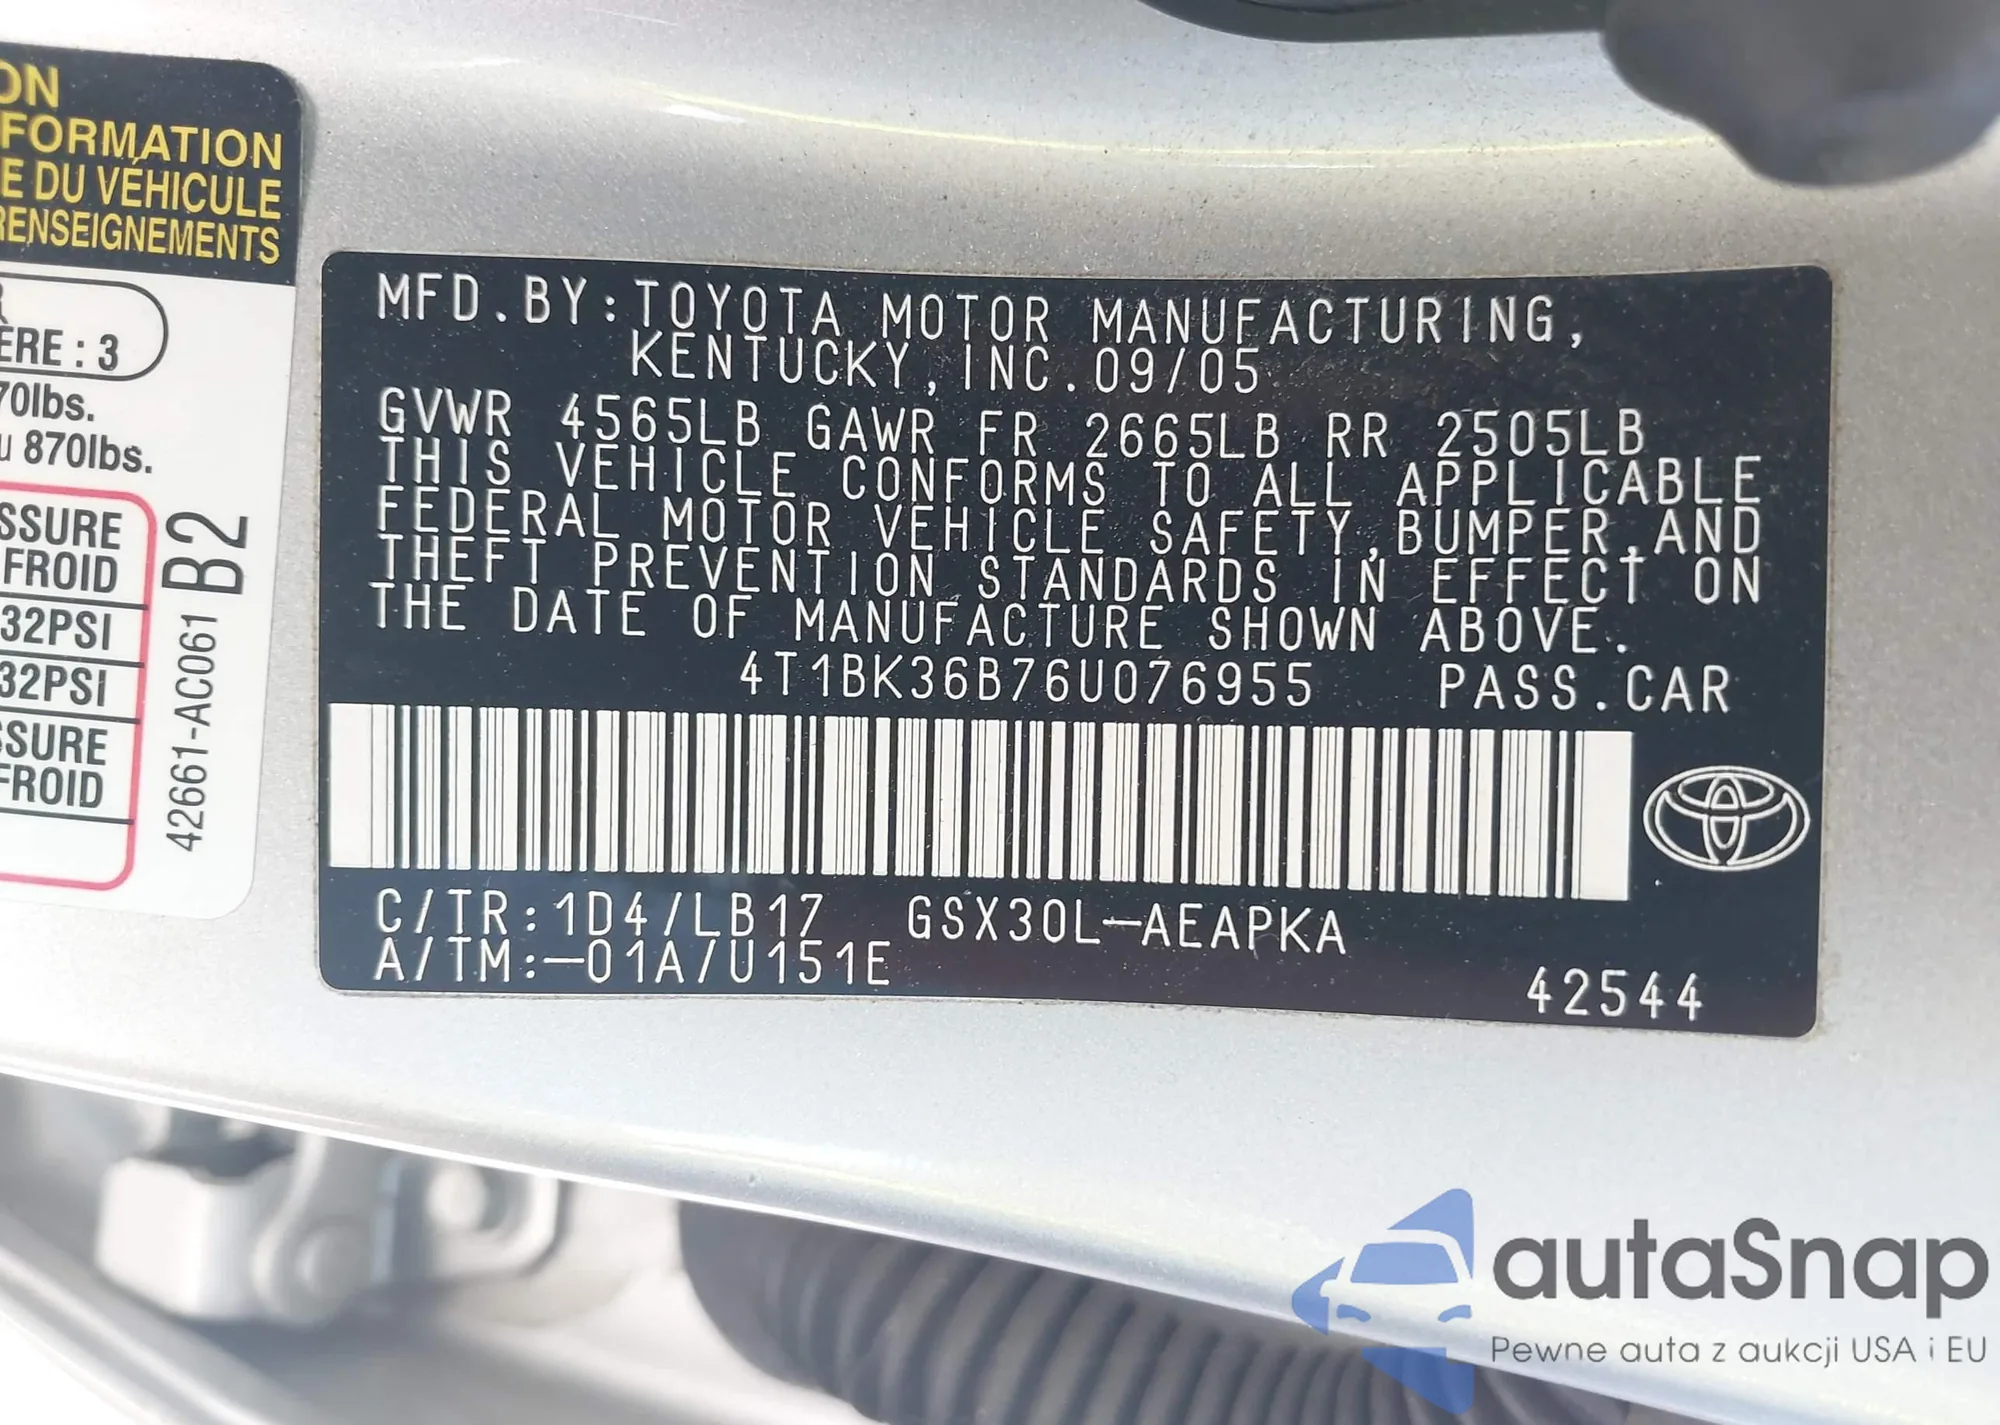 ON
FORMATION
E DU VÉHICULE
RENSEIGNEMENTS
ÈRE : 3
70lbs.
u 870lbs.
SSURE
FROID
32PSI
32PSI
SSURE
FROID
42661-AC061 B2
MFD. BY: TOYOTA MOTOR MANUFACTURING,
KENTUCKY, INC. 09/05
GVWR 4565LB GAWR FR 2665LB RR 2505LB
THIS VEHICLE CONFORMS TO ALL APPLICABLE
FEDERAL MOTOR VEHICLE SAFETY, BUMPER, AND
THEFT PREVENTION STANDARDS IN EFFECT ON
THE DATE OF MANUFACTURE SHOWN ABOVE.
4T1BK36B76U076955 PASS. CAR
C/TR: 1D4/LB17 GSX30L-AEAPKA
A/TM:-01A/U151E
42544
autaSnap
Pewne auta z aukcji USA i EU